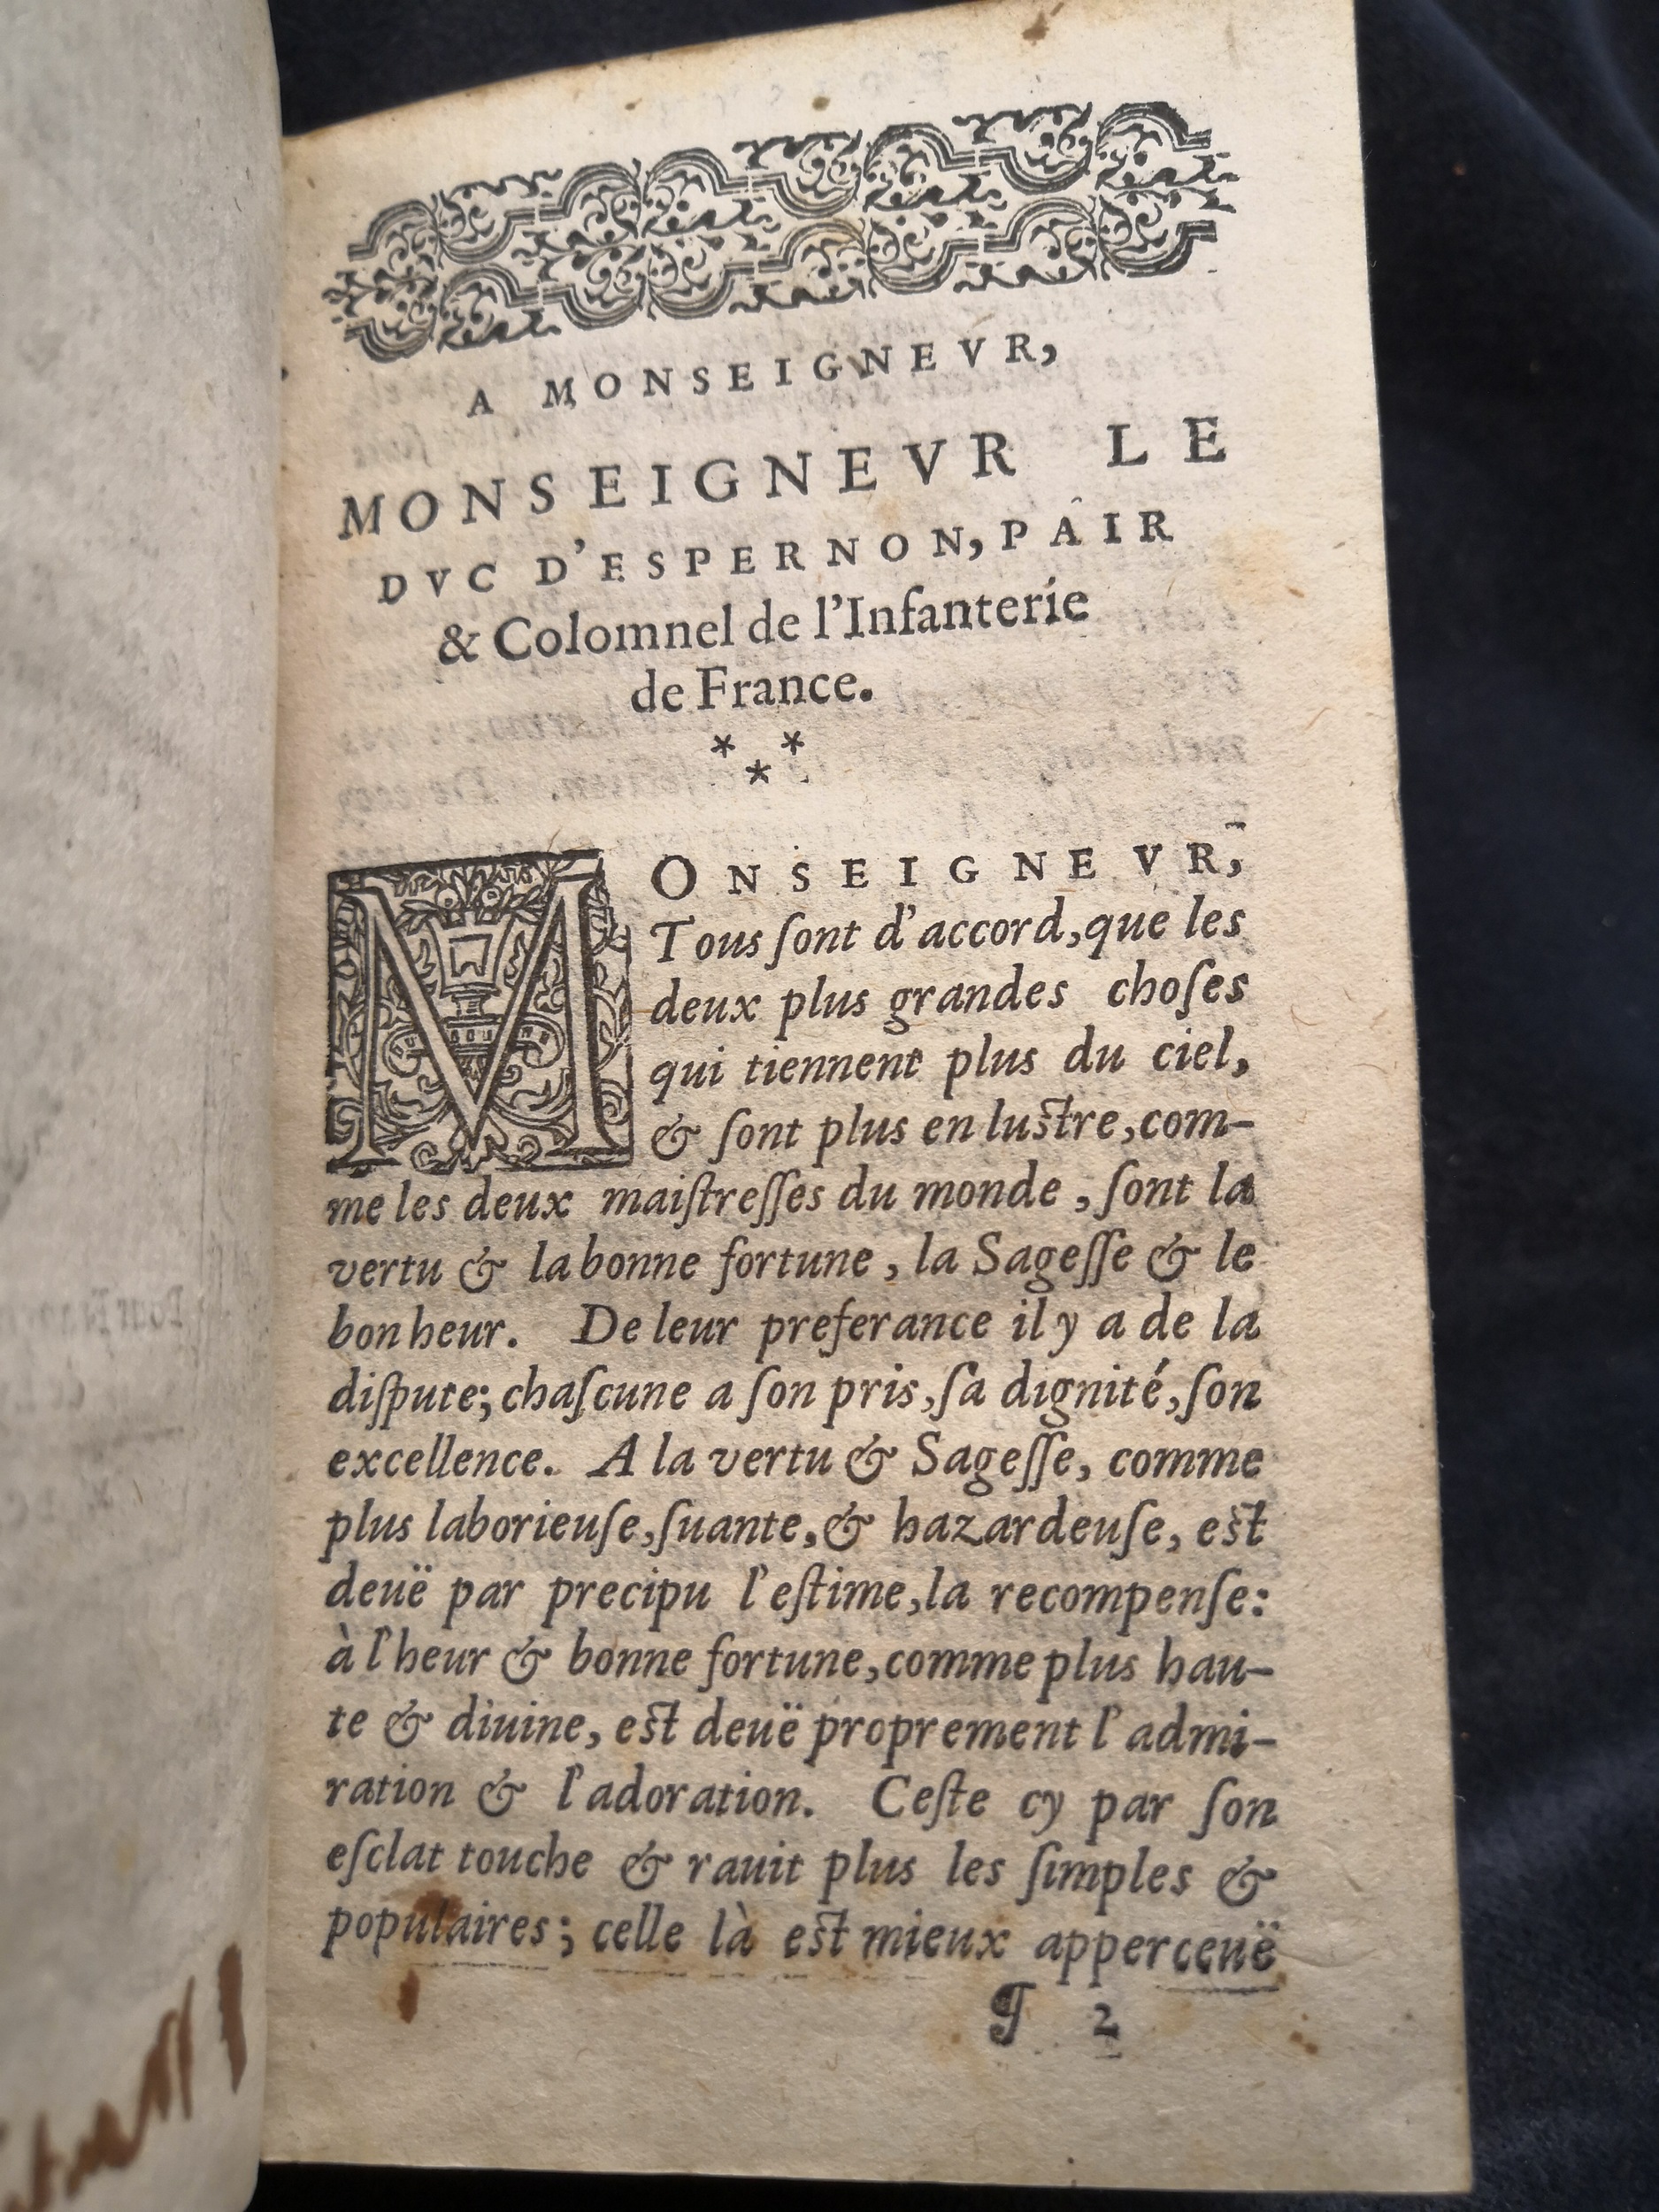 A MONSEIGNEVR,
MONSEIGNEVR LE
DVC D'ESPERNON, PAIR
& Colomnel de l'Infanterie
de France.
* *
*
MONSEIGNEVR,
Tous ſont d'accord, que les
deux plus grandes choſes
qui tiennent plus du ciel,
& ſont plus en luſtre, com-
me les deux maiſtreſſes du monde, ſont la
vertu & la bonne fortune, la Sageſſe & le
bon heur. De leur preferance il y a de la
diſpute; chaſcune a ſon pris, ſa dignité, ſon
excellence. A la vertu & Sageſſe, comme
plus laborieuſe, ſuante, & hazardeuſe, eſt
deuë par precipu l'eſtime, la recompenſe:
à l'heur & bonne fortune, comme plus hau-
te & diuine, eſt deuë proprement l'admi-
ration & l'adoration. Ceſte cy par ſon
eſclat touche & rauit plus les ſimples &
populaires; celle là eſt mieux apperceuë
¶ 2